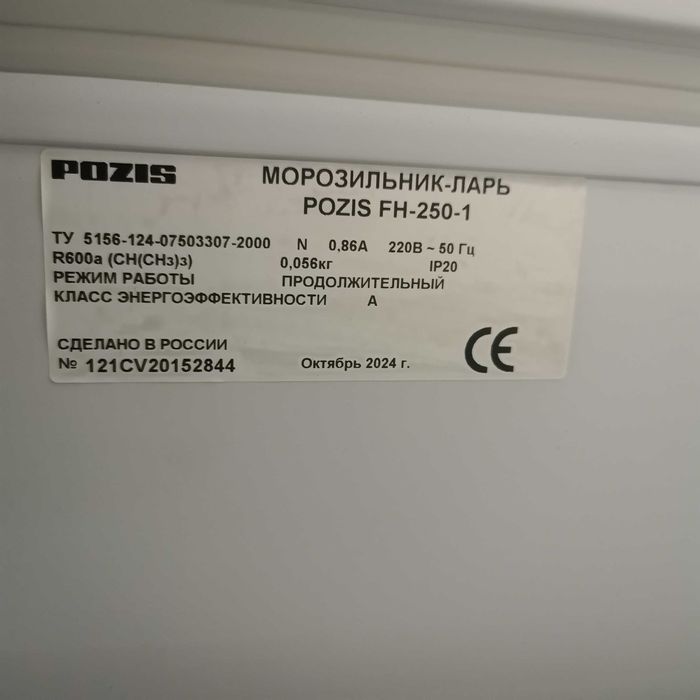 POZIS
МОРОЗИЛЬНИК-ЛАРЬ
POZIS FH-250-1
ТУ 5156-124-07503307-2000 N 0,86А 220В ~ 50 Гц
R600a (CH(CH₃)₃) 0,056кг IP20
РЕЖИМ РАБОТЫ ПРОДОЛЖИТЕЛЬНЫЙ
КЛАСС ЭНЕРГОЭФФЕКТИВНОСТИ А
СДЕЛАНО В РОССИИ
№ 121CV20152844 Октябрь 2024 г. CE